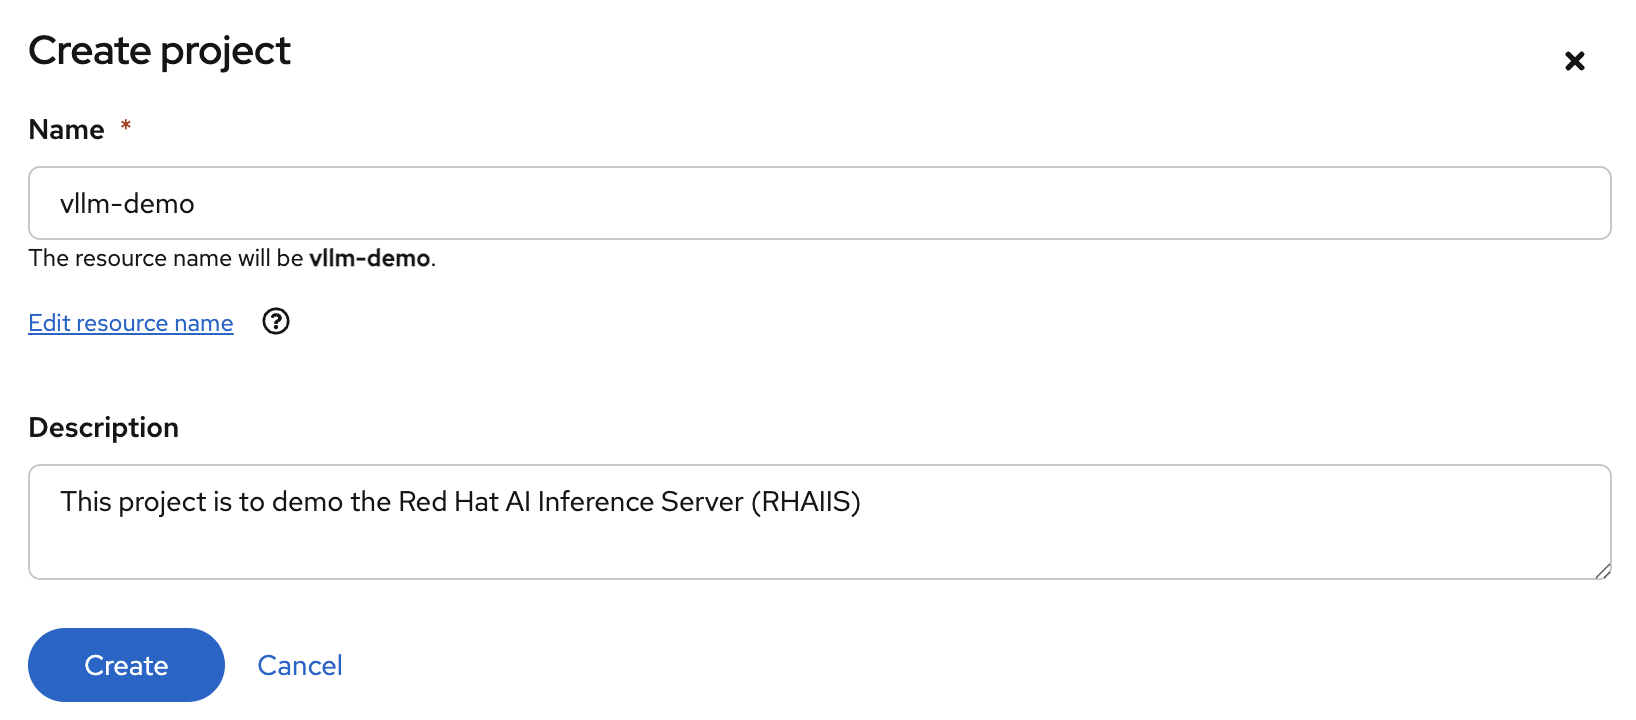 Create project
Name *
vllm-demo
The resource name will be vllm-demo.
Edit resource name
Description
This project is to demo the Red Hat AI Inference Server (RHAIIS)
Create Cancel